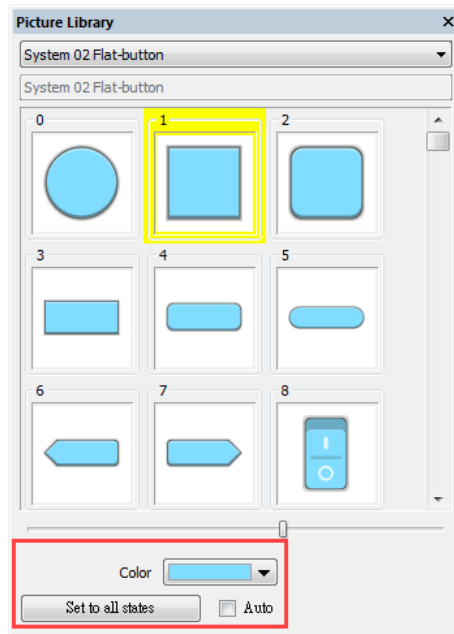 Picture Library
System 02 Flat-button
System 02 Flat-button
0 1 2
3 4 5
6 7 8
Color
Set to all states Auto